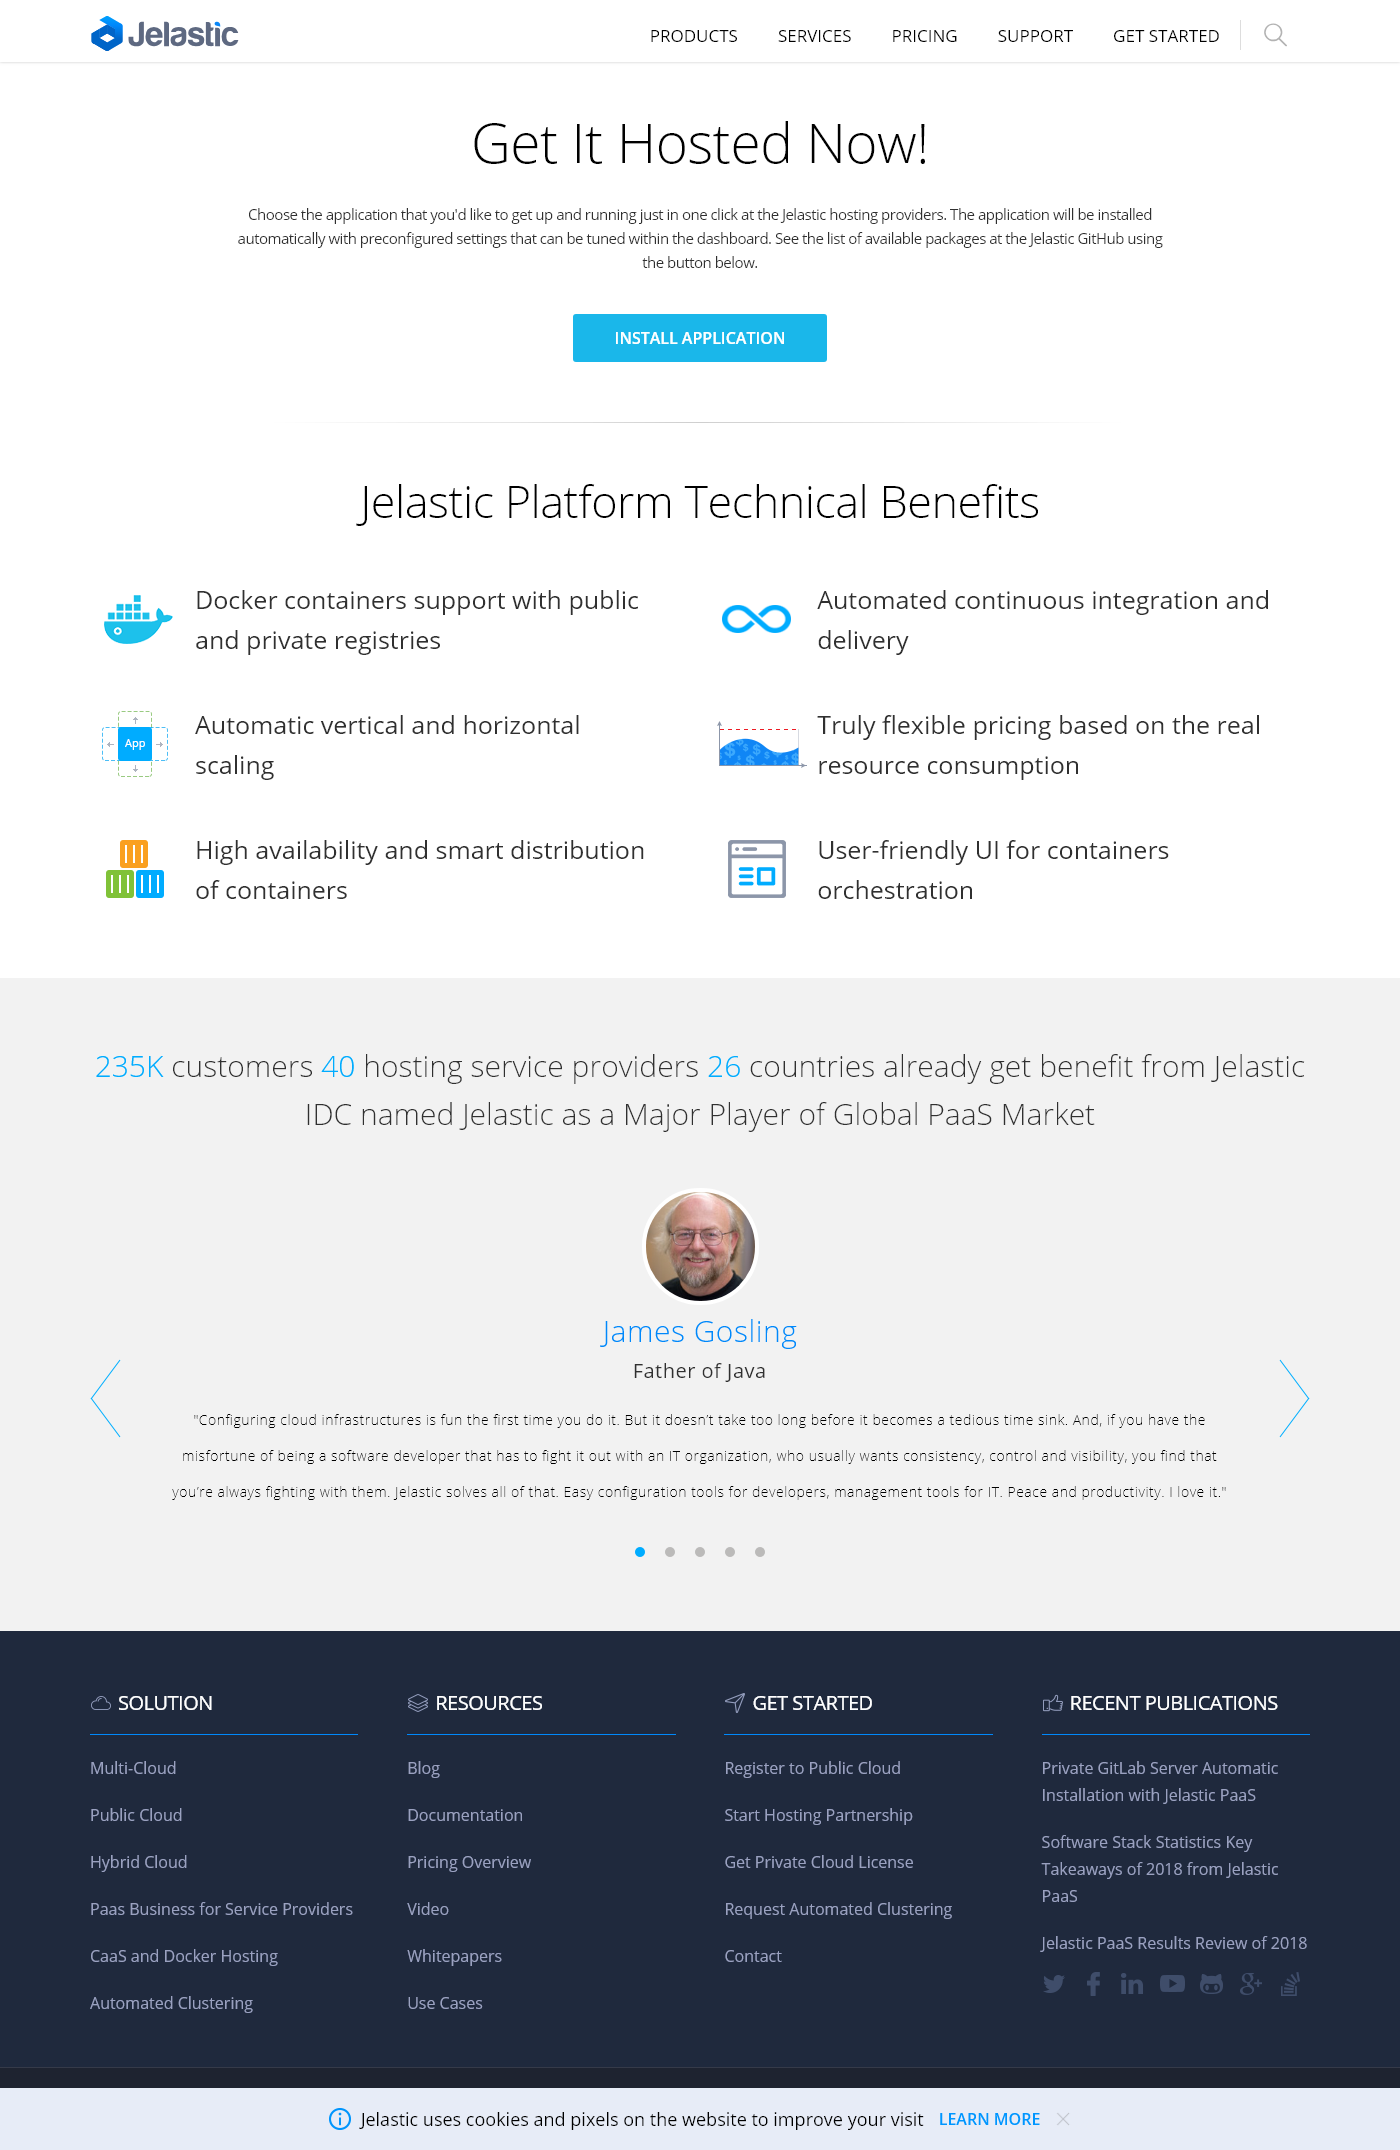 Jelastic
PRODUCTS SERVICES PRICING SUPPORT GET STARTED
Get It Hosted Now!
Choose the application that you'd like to get up and running just in one click at the Jelastic hosting providers. The application will be installed
automatically with preconfigured settings that can be tuned within the dashboard. See the list of available packages at the Jelastic GitHub using
the button below.
INSTALL APPLICATION
Jelastic Platform Technical Benefits
Docker containers support with public
and private registries
Automated continuous integration and
delivery
App
Automatic vertical and horizontal
scaling
Truly flexible pricing based on the real
resource consumption
High availability and smart distribution
of containers
User-friendly UI for containers
orchestration
235K customers 40 hosting service providers 26 countries already get benefit from Jelastic
IDC named Jelastic as a Major Player of Global PaaS Market
James Gosling
Father of Java
"Configuring cloud infrastructures is fun the first time you do it. But it doesn’t take too long before it becomes a tedious time sink. And, if you have the
misfortune of being a software developer that has to fight it out with an IT organization, who usually wants consistency, control and visibility, you find that
you’re always fighting with them. Jelastic solves all of that. Easy configuration tools for developers, management tools for IT. Peace and productivity. I love it."
SOLUTION
Multi-Cloud
Public Cloud
Hybrid Cloud
Paas Business for Service Providers
CaaS and Docker Hosting
Automated Clustering
RESOURCES
Blog
Documentation
Pricing Overview
Video
Whitepapers
Use Cases
GET STARTED
Register to Public Cloud
Start Hosting Partnership
Get Private Cloud License
Request Automated Clustering
Contact
RECENT PUBLICATIONS
Private GitLab Server Automatic
Installation with Jelastic PaaS
Software Stack Statistics Key
Takeaways of 2018 from Jelastic
PaaS
Jelastic PaaS Results Review of 2018
Jelastic uses cookies and pixels on the website to improve your visit LEARN MORE